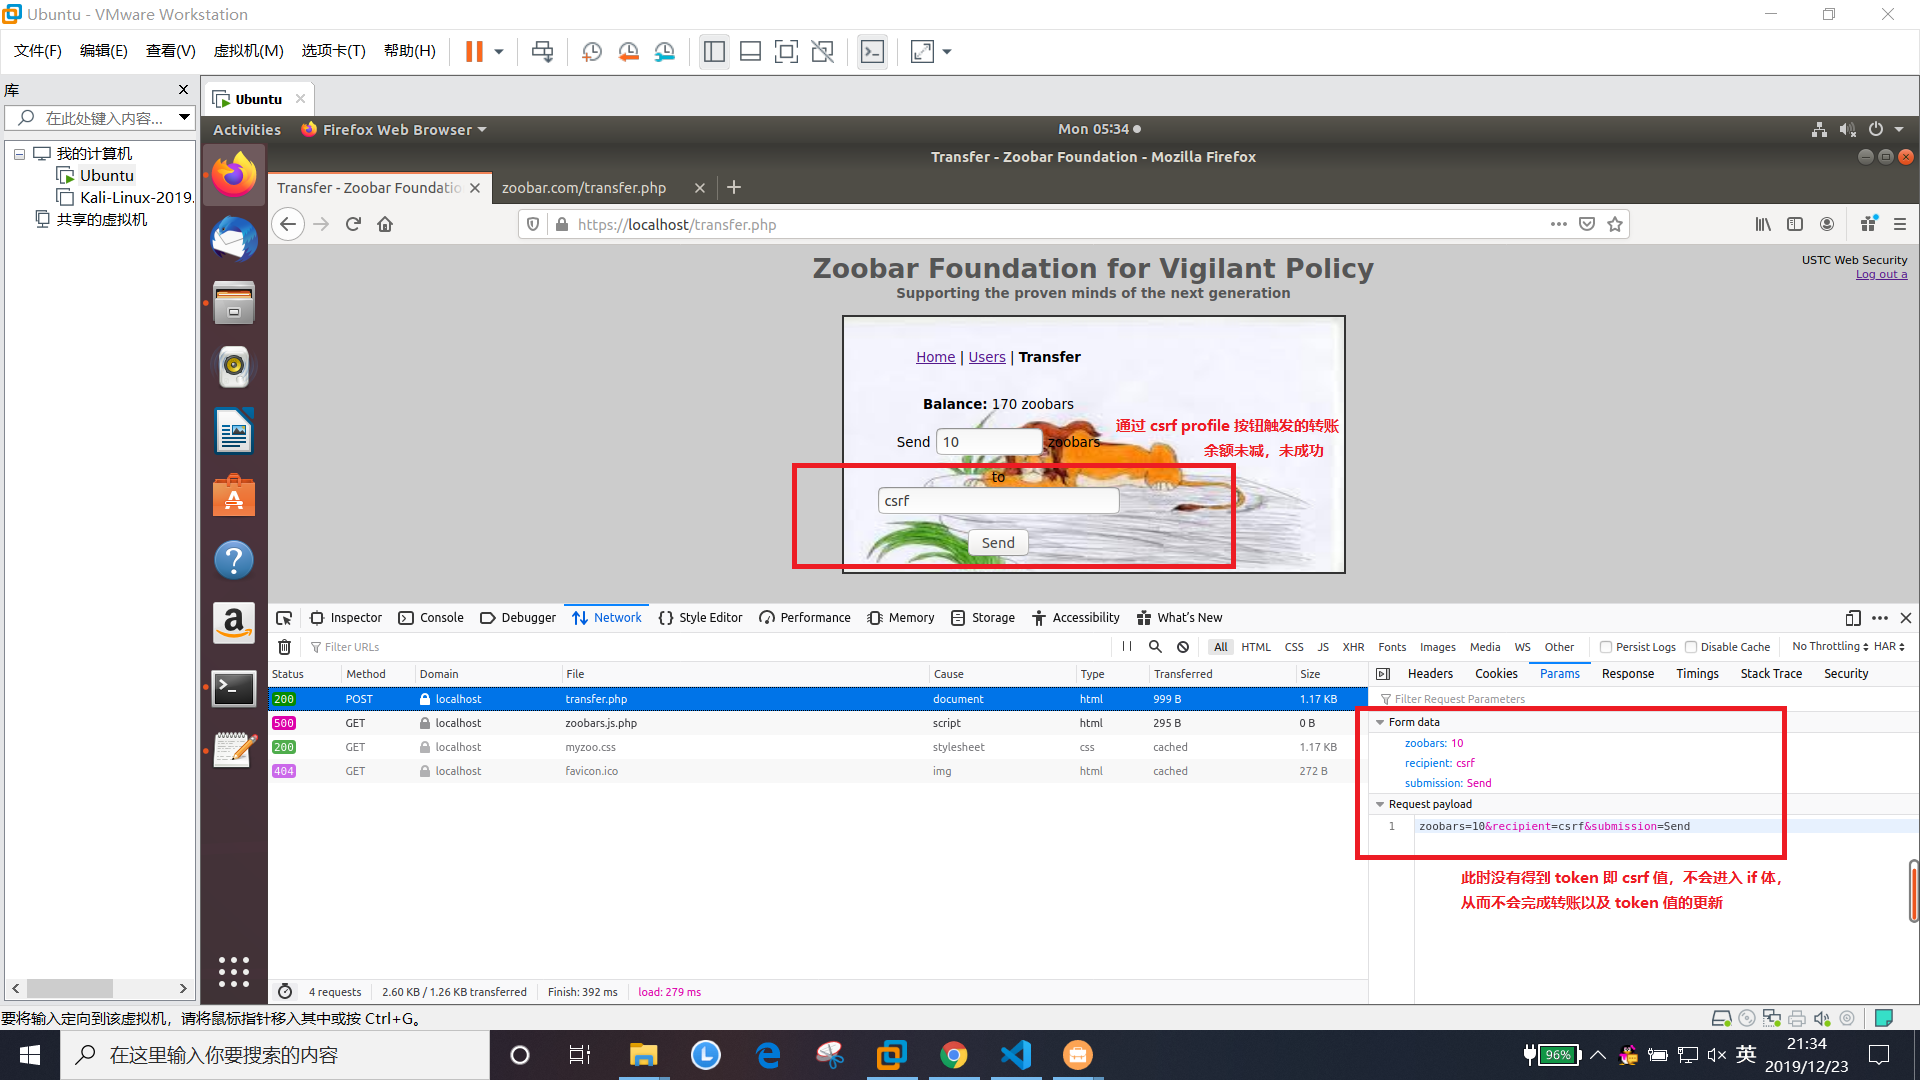 Ubuntu - VMware Workstation
文件(F) 编辑(E) 查看(V) 虚拟机(M) 选项卡(T) 帮助(H)
库
在此处键入内容...
我的计算机
Ubuntu
Kali-Linux-2019.
共享的虚拟机
Ubuntu
Activities Firefox Web Browser Mon 05:34
Transfer - Zoobar Foundation - Mozilla Firefox
Transfer - Zoobar Foundatio zoobar.com/transfer.php
https://localhost/transfer.php
Zoobar Foundation for Vigilant Policy
Supporting the proven minds of the next generation
USTC Web Security
Log out a
Home | Users | Transfer
Balance: 170 zoobars
Send 10 zoobars
通过 csrf profile 按钮触发的转账
余额未减，未成功
to
csrf
Send
Inspector Console Debugger Network Style Editor Performance Memory Storage Accessibility What's New
Filter URLs All HTML CSS JS XHR Fonts Images Media WS Other Persist Logs Disable Cache No Throttling HAR
Status Method Domain File Cause Type Transferred Size
200 POST localhost transfer.php document html 999 B 1.17 KB
500 GET localhost zoobars.js.php script html 295 B 0 B
200 GET localhost myzoo.css stylesheet css cached 1.17 KB
404 GET localhost favicon.ico img html cached 272 B
Headers Cookies Params Response Timings Stack Trace Security
Filter Request Parameters
Form data
zoobars: 10
recipient: csrf
submission: Send
Request payload
1 zoobars=10&recipient=csrf&submission=Send
此时没有得到 token 即 csrf 值，不会进入 if 体，
从而不会完成转账以及 token 值的更新
4 requests 2.60 KB / 1.26 KB transferred Finish: 392 ms load: 279 ms
要将输入定向到该虚拟机，请将鼠标指针移入其中或按 Ctrl+G。
在这里输入你要搜索的内容
96%
英
21:34
2019/12/23